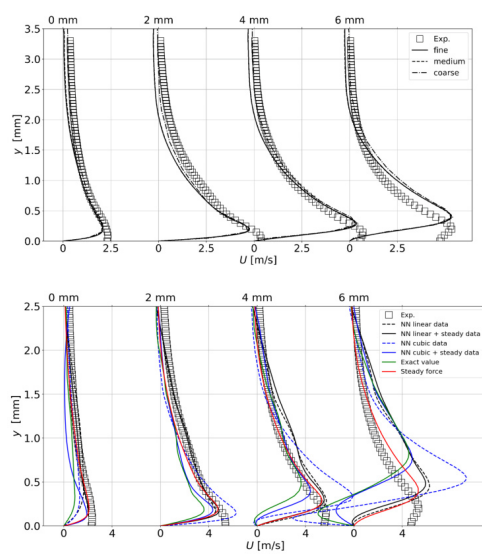 0 mm 2 mm 4 mm 6 mm
3.5
3.0
2.5
2.0
1.5
1.0
0.5
0.0
y [mm]
Exp.
fine
medium
coarse
0 2.5 0 2.5 0 2.5 0 2.5
U [m/s]
0 mm 2 mm 4 mm 6 mm
2.5
2.0
1.5
1.0
0.5
0.0
y [mm]
Exp.
NN linear data
NN linear + steady data
NN cubic data
NN cubic + steady data
Exact value
Steady force
0 4 0 4 0 4 0 4
U [m/s]